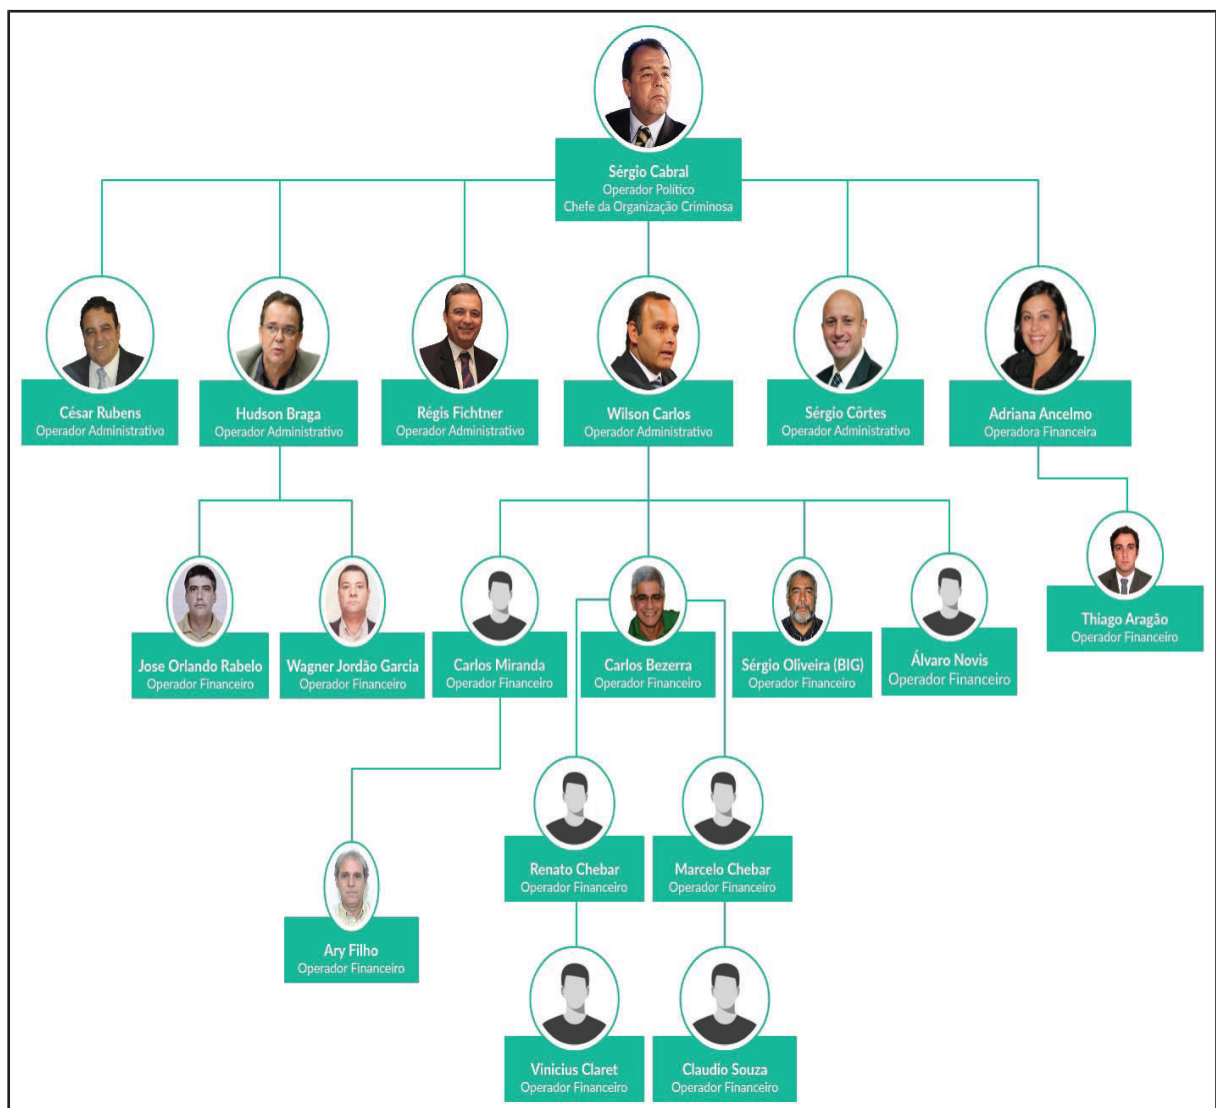 Sérgio Cabral
Operador Político
Chefe da Organização Criminosa
César Rubens
Operador Administrativo
Hudson Braga
Operador Administrativo
Régis Fichtner
Operador Administrativo
Wilson Carlos
Operador Administrativo
Sérgio Côrtes
Operador Administrativo
Adriana Ancelmo
Operadora Financeira
Thiago Aragão
Operador Financeiro
Jose Orlando Rabelo
Operador Financeiro
Wagner Jordão Garcia
Operador Financeiro
Carlos Miranda
Operador Financeiro
Carlos Bezerra
Operador Financeiro
Sérgio Oliveira (BIG)
Operador Financeiro
Álvaro Novis
Operador Financeiro
Renato Chebar
Operador Financeiro
Marcelo Chebar
Operador Financeiro
Ary Filho
Operador Financeiro
Vinicius Claret
Operador Financeiro
Claudio Souza
Operador Financeiro